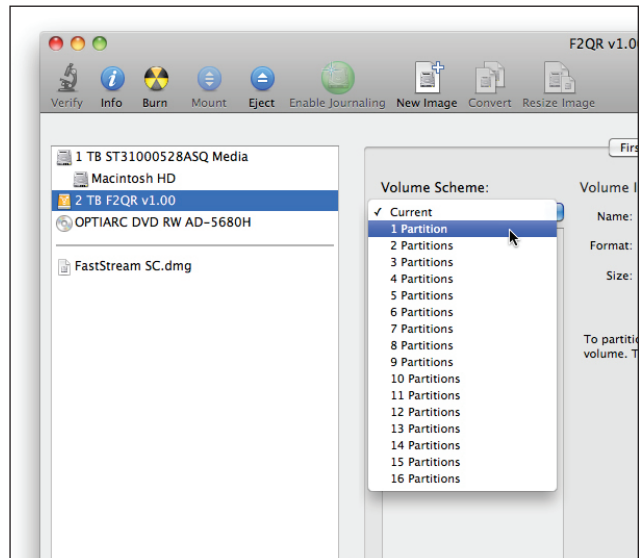 F2QR v1.0
Verify Info Burn Mount Eject Enable Journaling New Image Convert Resize Image
1 TB ST31000528ASQ Media
Macintosh HD
2 TB F2QR v1.00
OPTIARC DVD RW AD-5680H
FastStream SC.dmg
Firs
Volume Scheme:
✓ Current
1 Partition
2 Partitions
3 Partitions
4 Partitions
5 Partitions
6 Partitions
7 Partitions
8 Partitions
9 Partitions
10 Partitions
11 Partitions
12 Partitions
13 Partitions
14 Partitions
15 Partitions
16 Partitions
Volume I
Name:
Format:
Size:
To partitio
volume. T